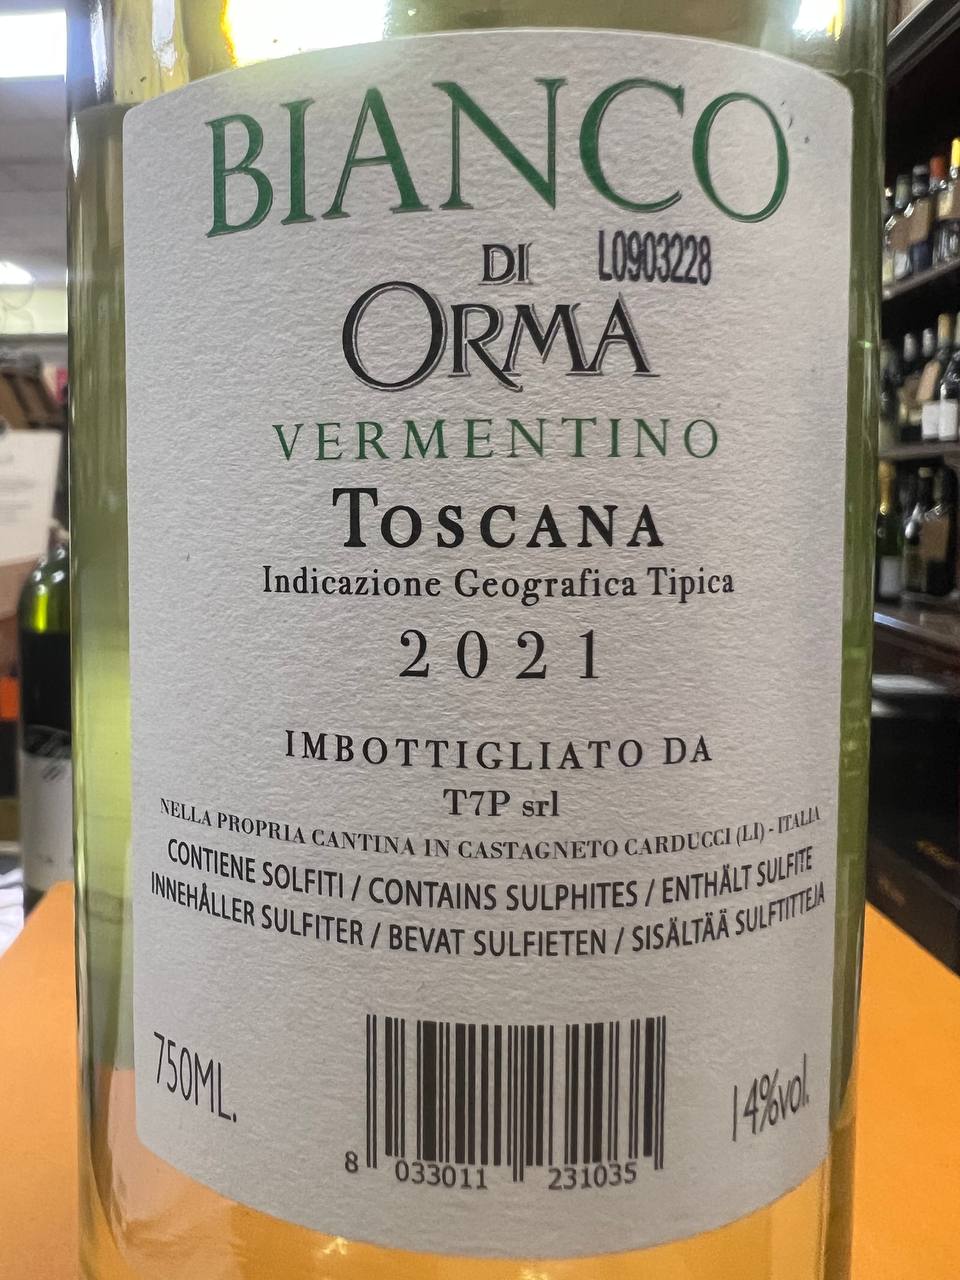 BIANCO
DI
L0903228
ORMA
VERMENTINO
TOSCANA
Indicazione Geografica Tipica
2021
IMBOTTIGLIATO DA
T7P srl
NELLA PROPRIA CANTINA IN CASTAGNETO CARDUCCI (LI) - ITALIA
CONTIENE SOLFITI / CONTAINS SULPHITES / ENTHÄLT SULFITE
INNEHÅLLER SULFITER / BEVAT SULFIETEN / SISÄLTÄÄ SULFTITTEJA
750ML.
14%vol.
8 033011 231035